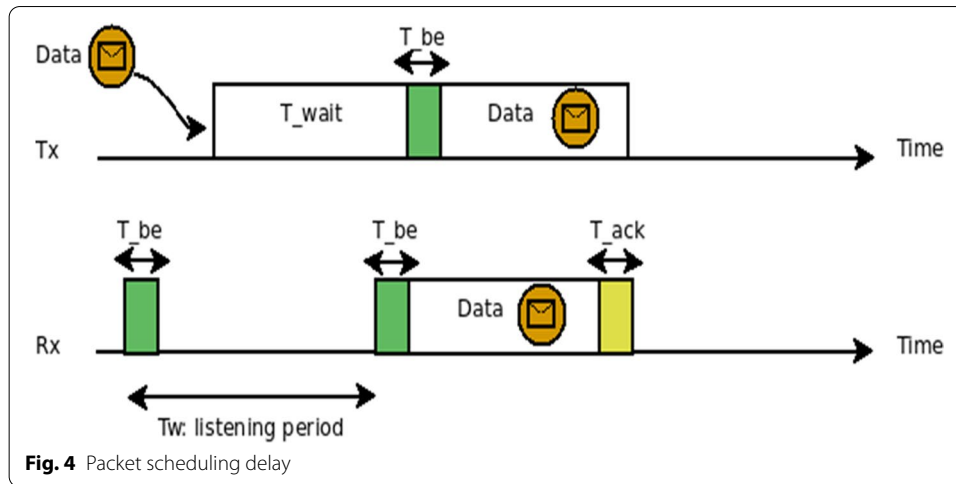 T_be
Data
T_wait
Data
Tx
Time
T_be
T_be
T_ack
Data
Rx
Time
Tw: listening period
Fig. 4 Packet scheduling delay